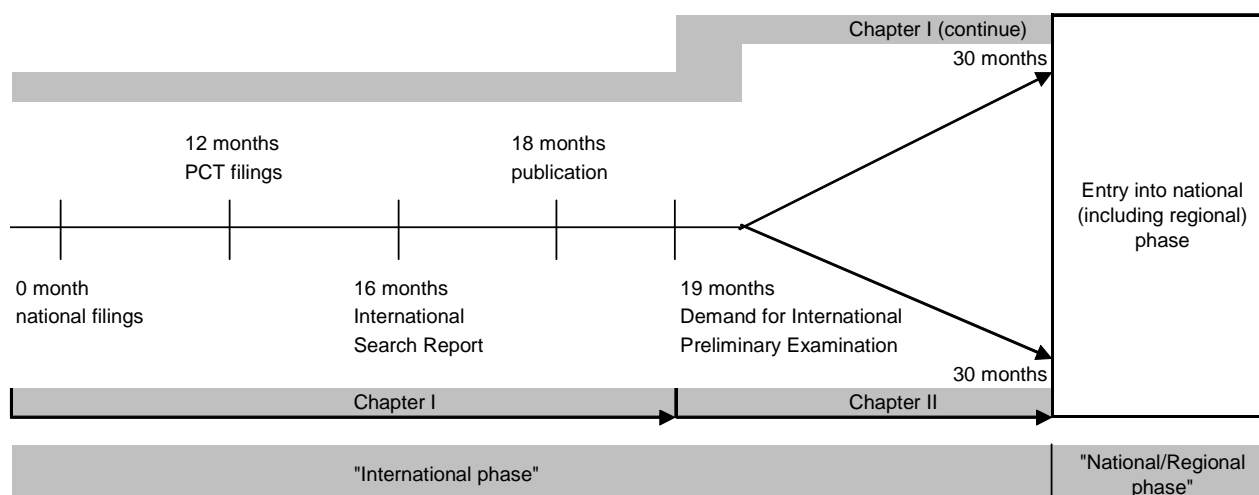 Chapter I (continue)
30 months
12 months
PCT filings
18 months
publication
Entry into national
(including regional)
phase
0 month
national filings
16 months
International
Search Report
19 months
Demand for International
Preliminary Examination
30 months
Chapter I
Chapter II
"International phase"
"National/Regional
phase"